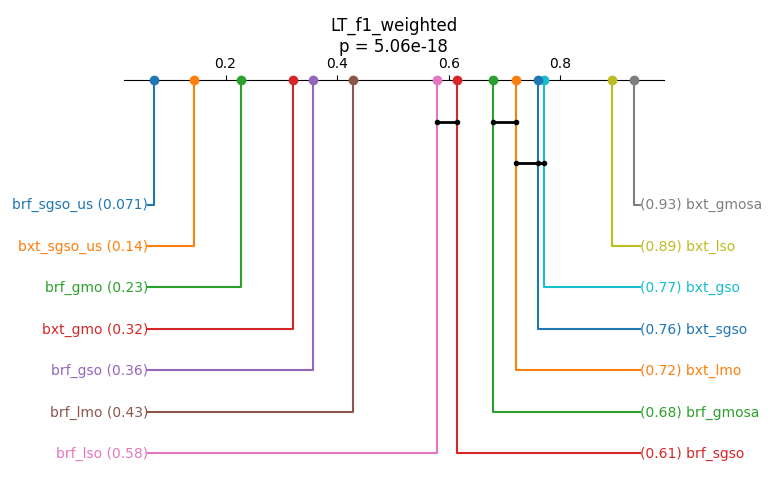 LT_f1_weighted
p = 5.06e-18
0.2 0.4 0.6 0.8
brf_sgso_us (0.071) (0.93) bxt_gmosa
bxt_sgso_us (0.14) (0.89) bxt_lso
brf_gmo (0.23) (0.77) bxt_gso
bxt_gmo (0.32) (0.76) bxt_sgso
brf_gso (0.36) (0.72) bxt_lmo
brf_lmo (0.43) (0.68) brf_gmosa
brf_lso (0.58) (0.61) brf_sgso